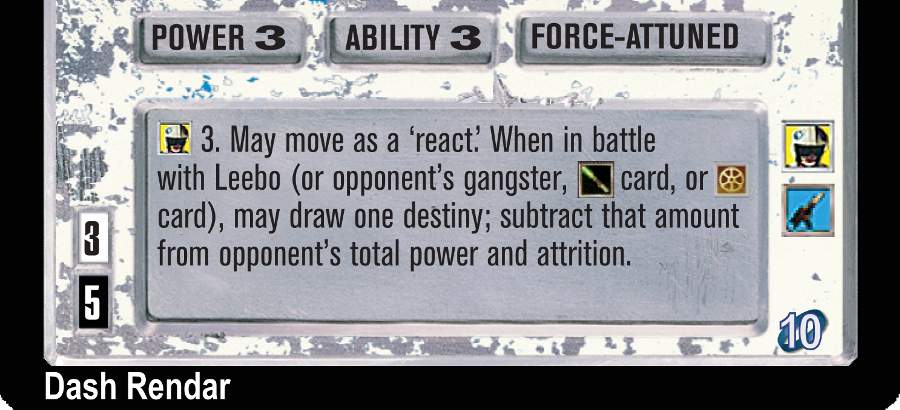 POWER 3 ABILITY 3 FORCE-ATTUNED
3. May move as a ‘react.’ When in battle
with Leebo (or opponent’s gangster, card, or
card), may draw one destiny; subtract that amount
from opponent’s total power and attrition.
3
5
10
Dash Rendar